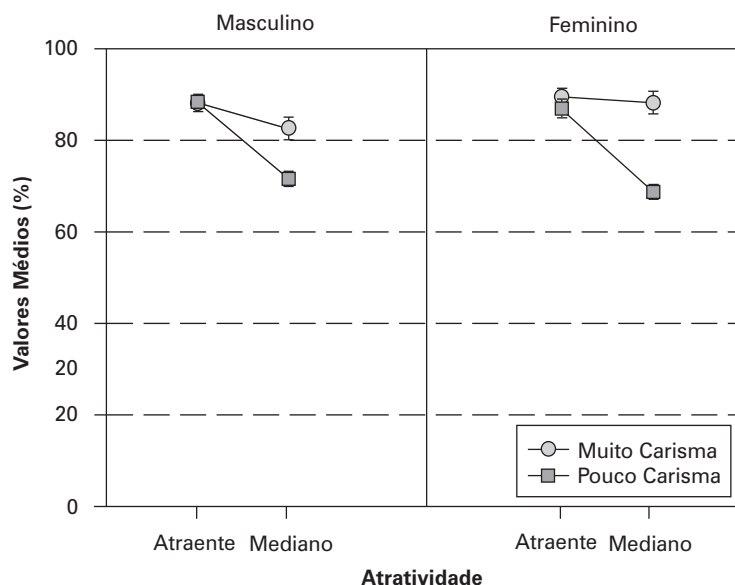 Masculino
Feminino
100
80
60
40
20
20
0
Valores Médios (%)
Muito Carisma
Pouco Carisma
Atraente
Mediano
Atraente
Mediano
Atratividade